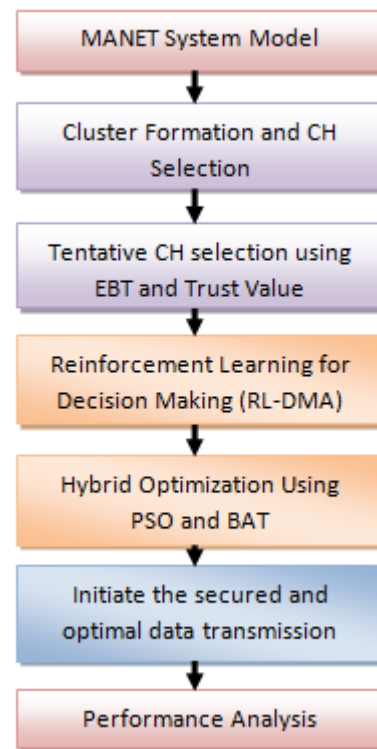 MANET System Model
Cluster Formation and CH
Selection
Tentative CH selection using
EBT and Trust Value
Reinforcement Learning for
Decision Making (RL-DMA)
Hybrid Optimization Using
PSO and BAT
Initiate the secured and
optimal data transmission
Performance Analysis